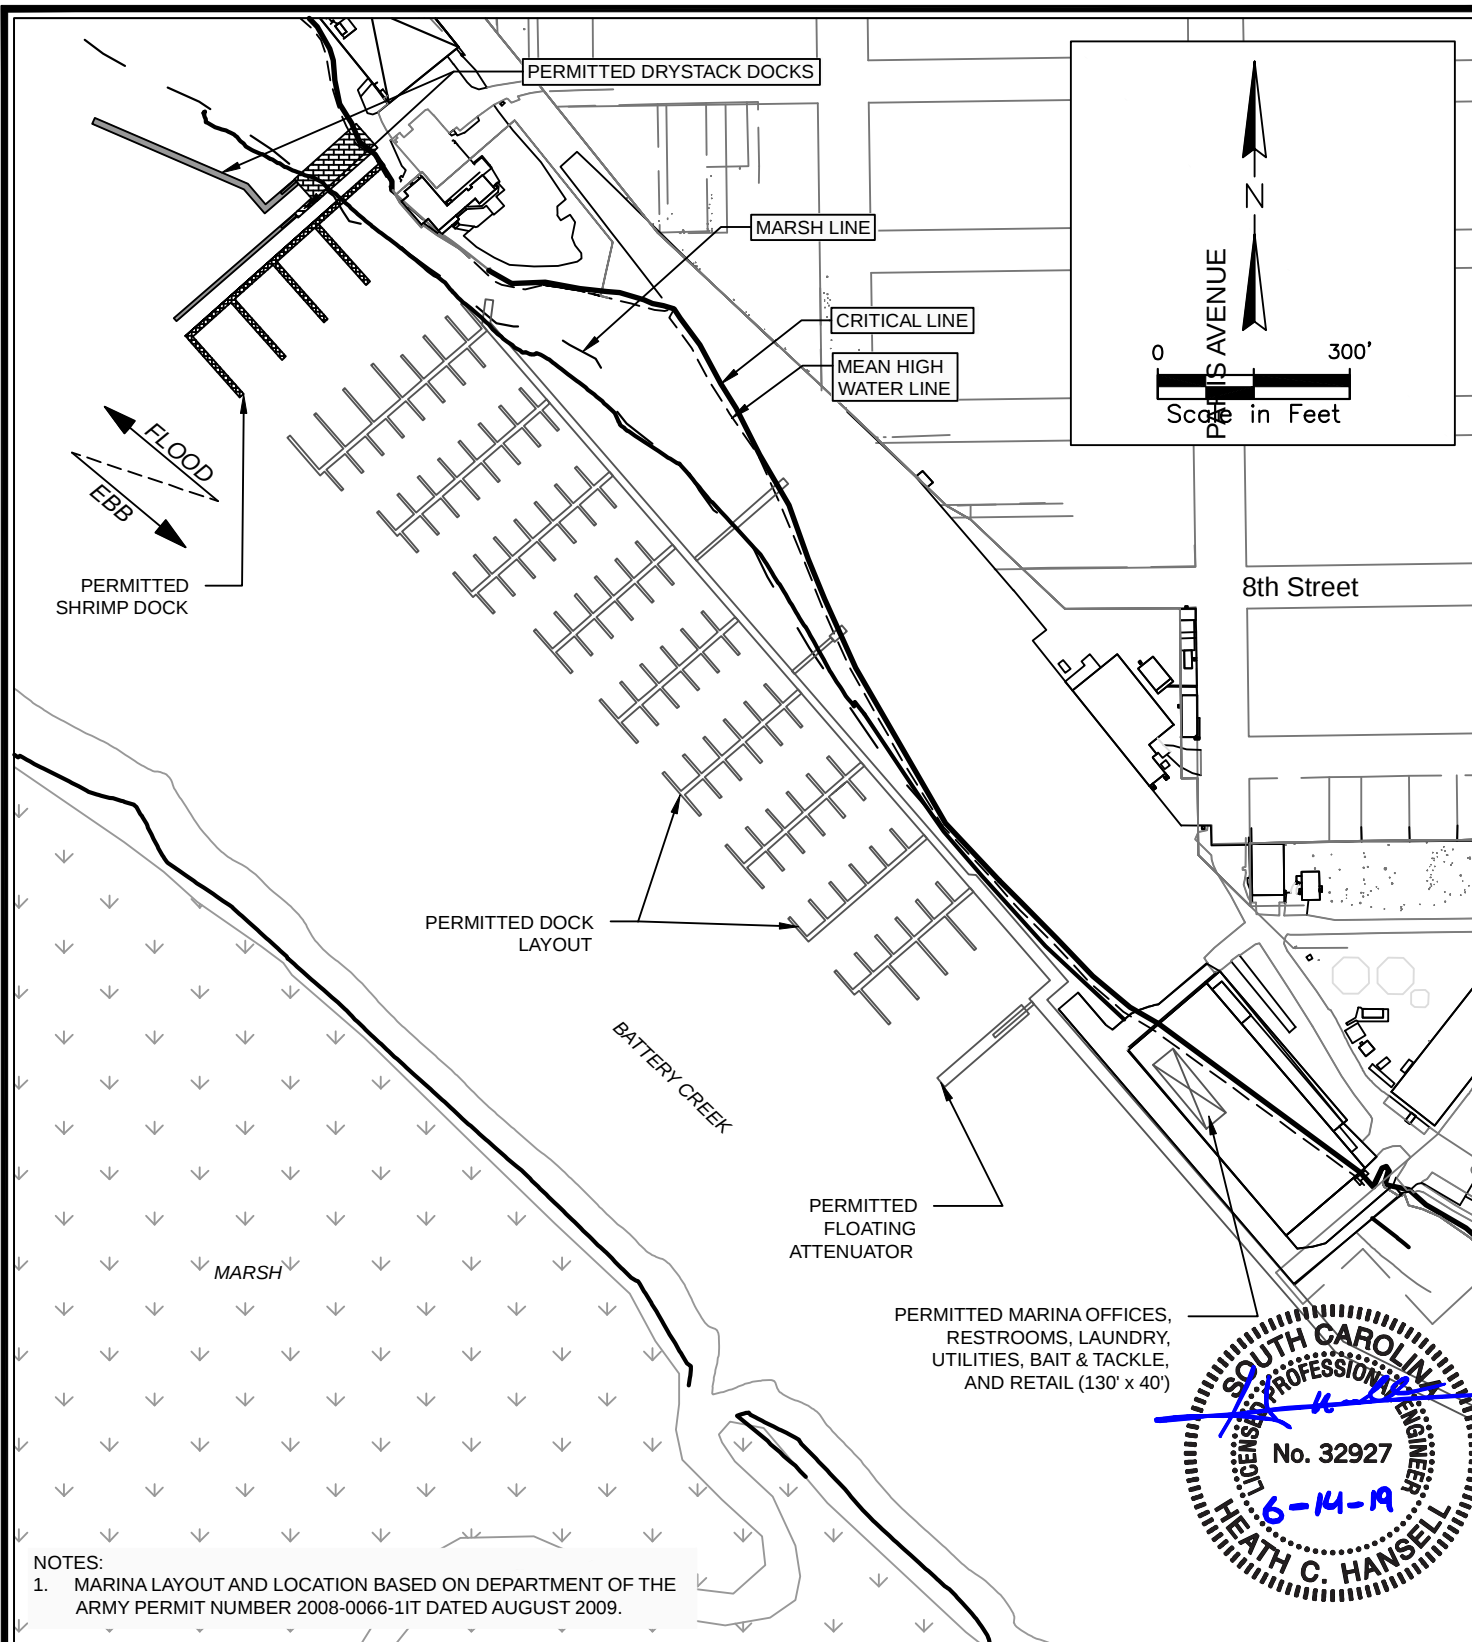 PERMITTED DRYSTACK DOCKS
MARSH LINE
CRITICAL LINE
MEAN HIGH
WATER LINE
N
PARIS AVENUE
0 300'
Scale in Feet
FLOOD
EBB
PERMITTED
SHRIMP DOCK
8th Street
PERMITTED DOCK
LAYOUT
BATTERY CREEK
PERMITTED
FLOATING
ATTENUATOR
MARSH
PERMITTED MARINA OFFICES,
RESTROOMS, LAUNDRY,
UTILITIES, BAIT & TACKLE,
AND RETAIL (130' x 40')
SOUTH CAROLINA
LICENSED PROFESSIONAL ENGINEER
No. 32927
6-14-19
HEATH C. HANSELL
NOTES:
1. MARINA LAYOUT AND LOCATION BASED ON DEPARTMENT OF THE
ARMY PERMIT NUMBER 2008-0066-1IT DATED AUGUST 2009.